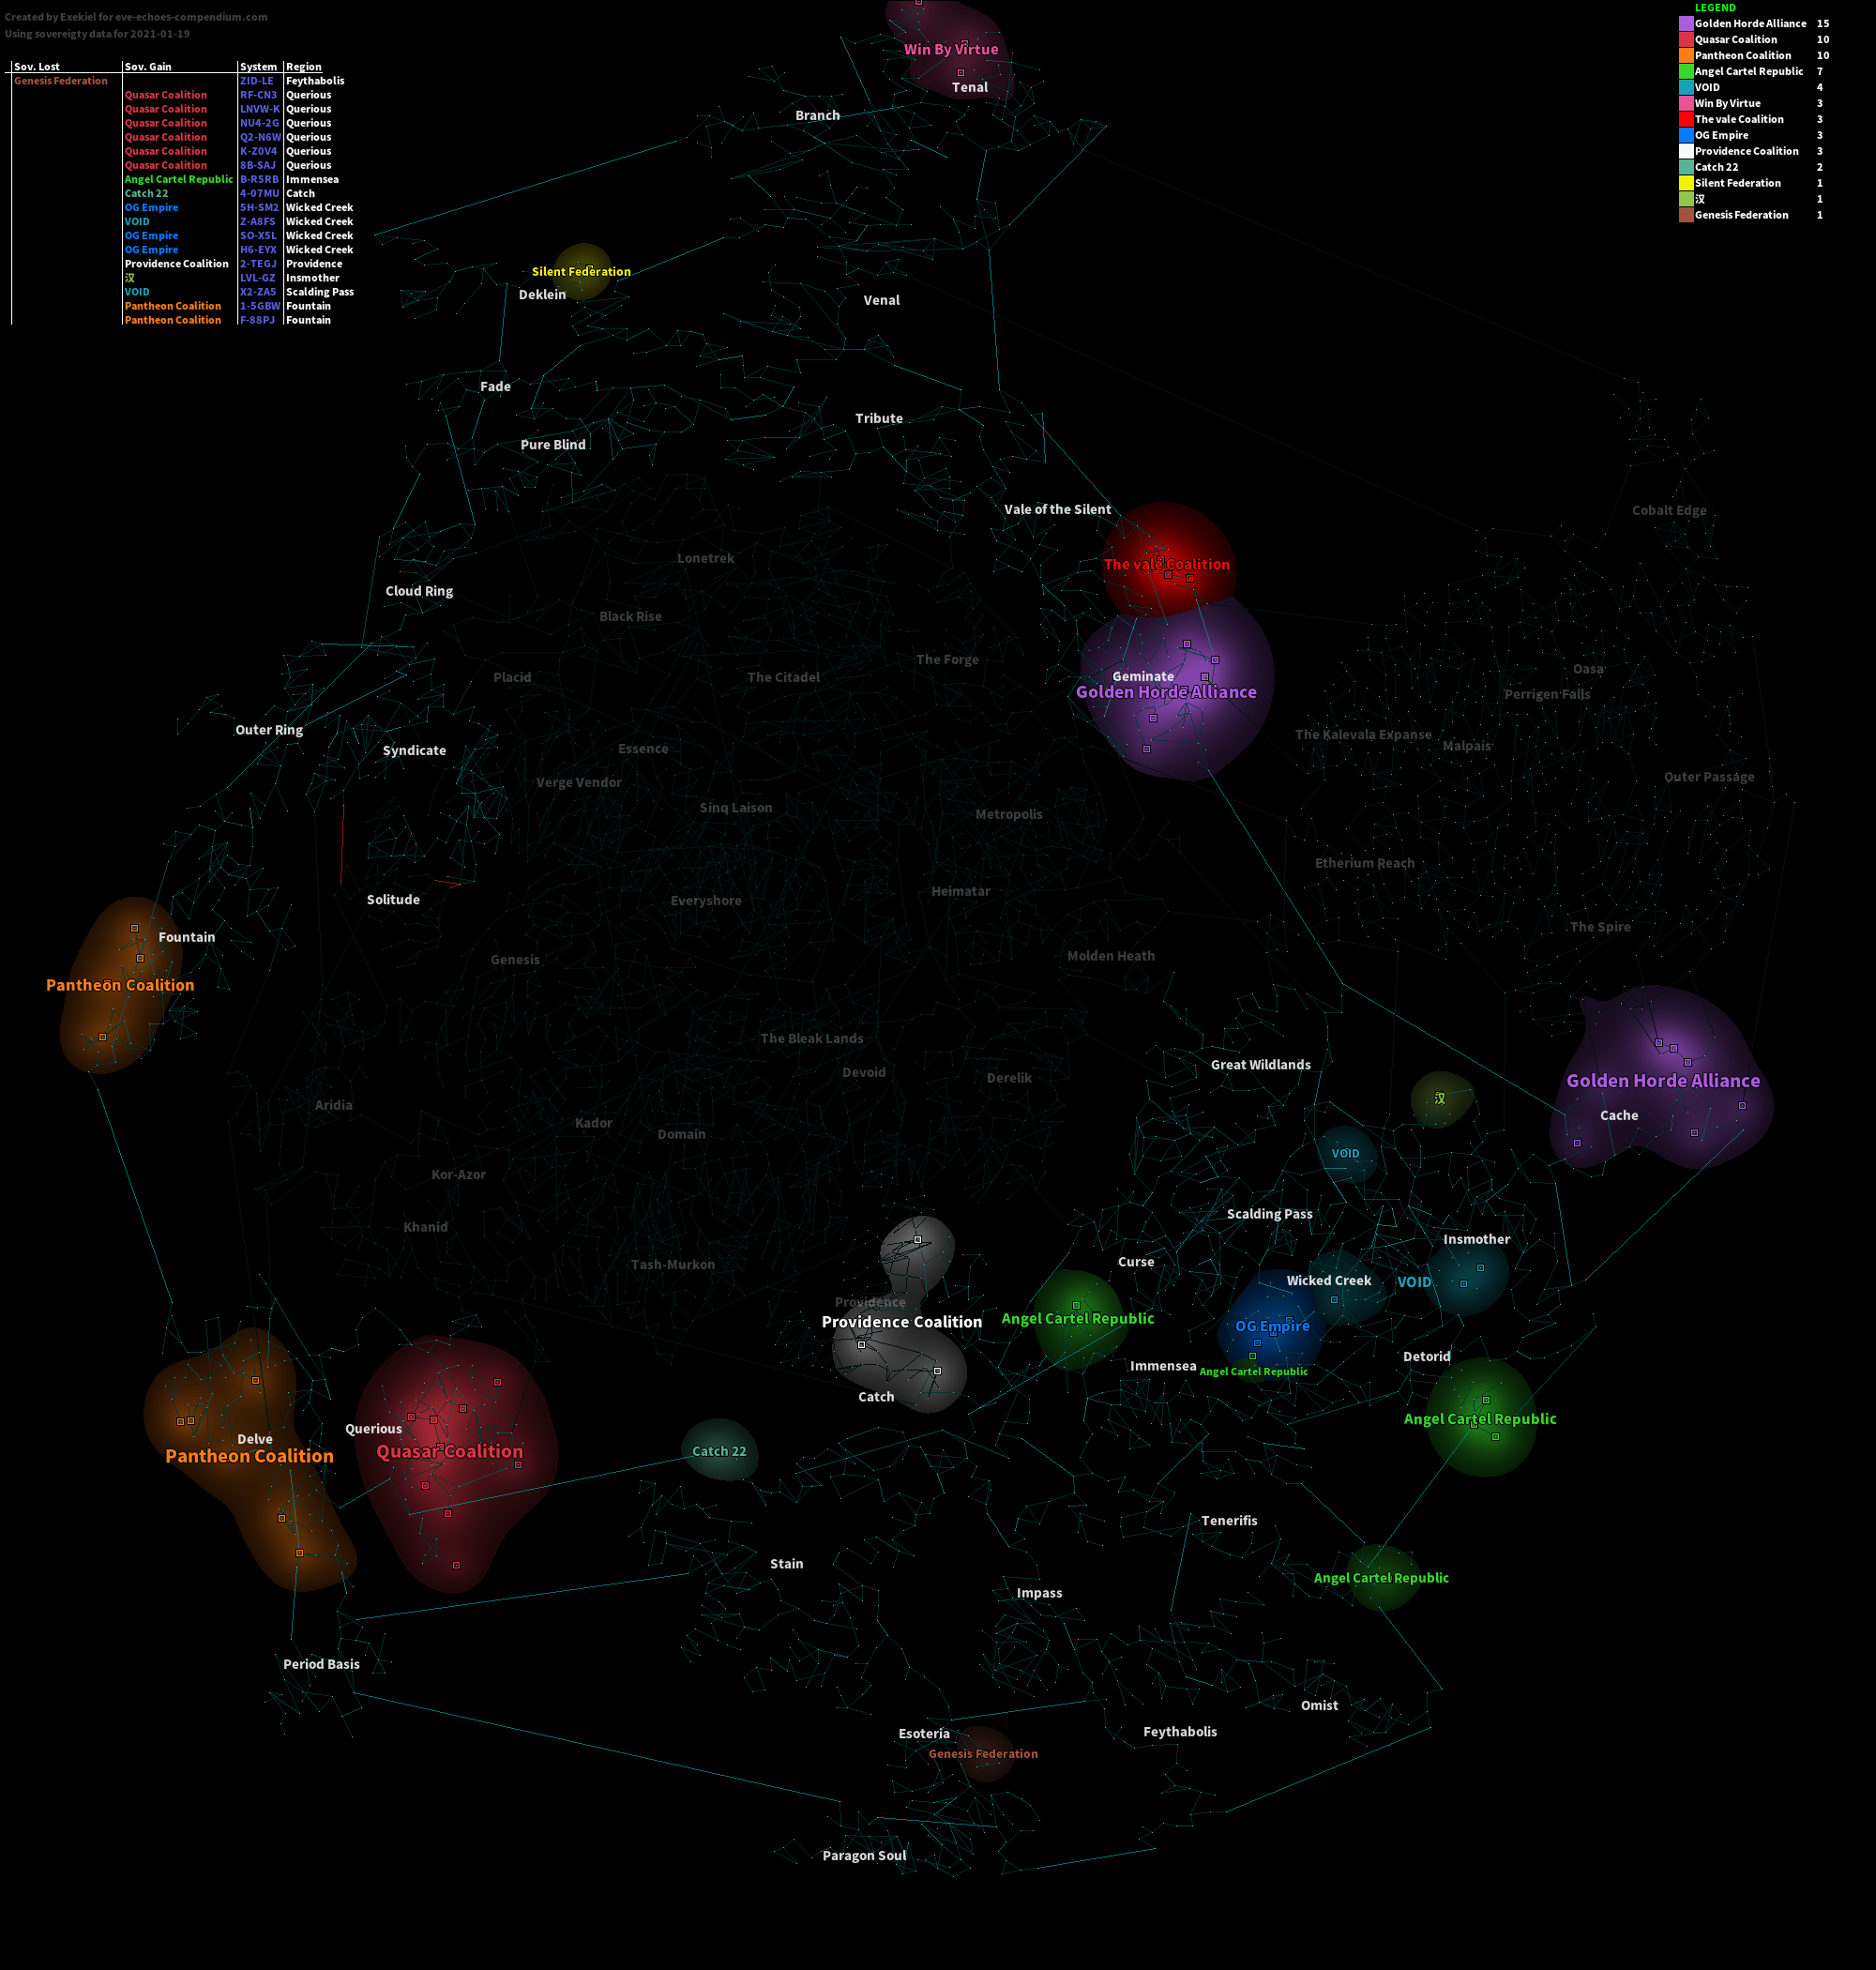 Created by Exekiel for eve-echoes-compendium.com
Using sovereigty data for 2021-01-19
Sov. Lost Sov. Gain System Region
Genesis Federation ZID-LE Feythabolis
Quasar Coalition RF-CN3 Querious
Quasar Coalition LNVW-K Querious
Quasar Coalition NU4-2G Querious
Quasar Coalition Q2-N6W Querious
Quasar Coalition K-Z0V4 Querious
Quasar Coalition 8B-SAJ Querious
Angel Cartel Republic B-R5RB Immensea
Catch 22 4-07MU Catch
OG Empire 5H-SM2 Wicked Creek
VOID Z-A8FS Wicked Creek
OG Empire SO-X5L Wicked Creek
OG Empire H6-EYX Wicked Creek
Providence Coalition 2-TEGJ Providence
汉 LVL-GZ Insmother
VOID X2-ZA5 Scalding Pass
Pantheon Coalition 1-5GBW Fountain
Pantheon Coalition F-88PJ Fountain
LEGEND
Golden Horde Alliance 15
Quasar Coalition 10
Pantheon Coalition 10
Angel Cartel Republic 7
VOID 4
Win By Virtue 3
The vale Coalition 3
OG Empire 3
Providence Coalition 3
Catch 22 2
Silent Federation 1
汉 1
Genesis Federation 1
Win By Virtue
Tenal
Branch
Silent Federation
Deklein
Venal
Fade
Tribute
Pure Blind
Vale of the Silent
Cobalt Edge
Lonetrek
The vale Coalition
Cloud Ring
Black Rise
The Forge
Oasa
Placid
The Citadel
Geminate
Golden Horde Alliance
Perrigen Falls
Outer Ring
The Kalevala Expanse
Syndicate
Essence
Malpais
Verge Vendor
Outer Passage
Sinq Laison
Metropolis
Etherium Reach
Solitude
Everyshore
Heimatar
The Spire
Fountain
Genesis
Molden Heath
Pantheon Coalition
The Bleak Lands
Great Wildlands
Devoid
Derelik
Golden Horde Alliance
汉
Aridia
Cache
Kador
Domain
VOID
Kor-Azor
Scalding Pass
Khanid
Insmother
Tash-Murkon
Curse
Wicked Creek
VOID
Providence
Providence Coalition
Angel Cartel Republic
OG Empire
Detorid
Immensea
Angel Cartel Republic
Catch
Angel Cartel Republic
Querious
Delve
Pantheon Coalition
Quasar Coalition
Catch 22
Tenerifis
Stain
Angel Cartel Republic
Impass
Period Basis
Omist
Esoteria
Feythabolis
Genesis Federation
Paragon Soul